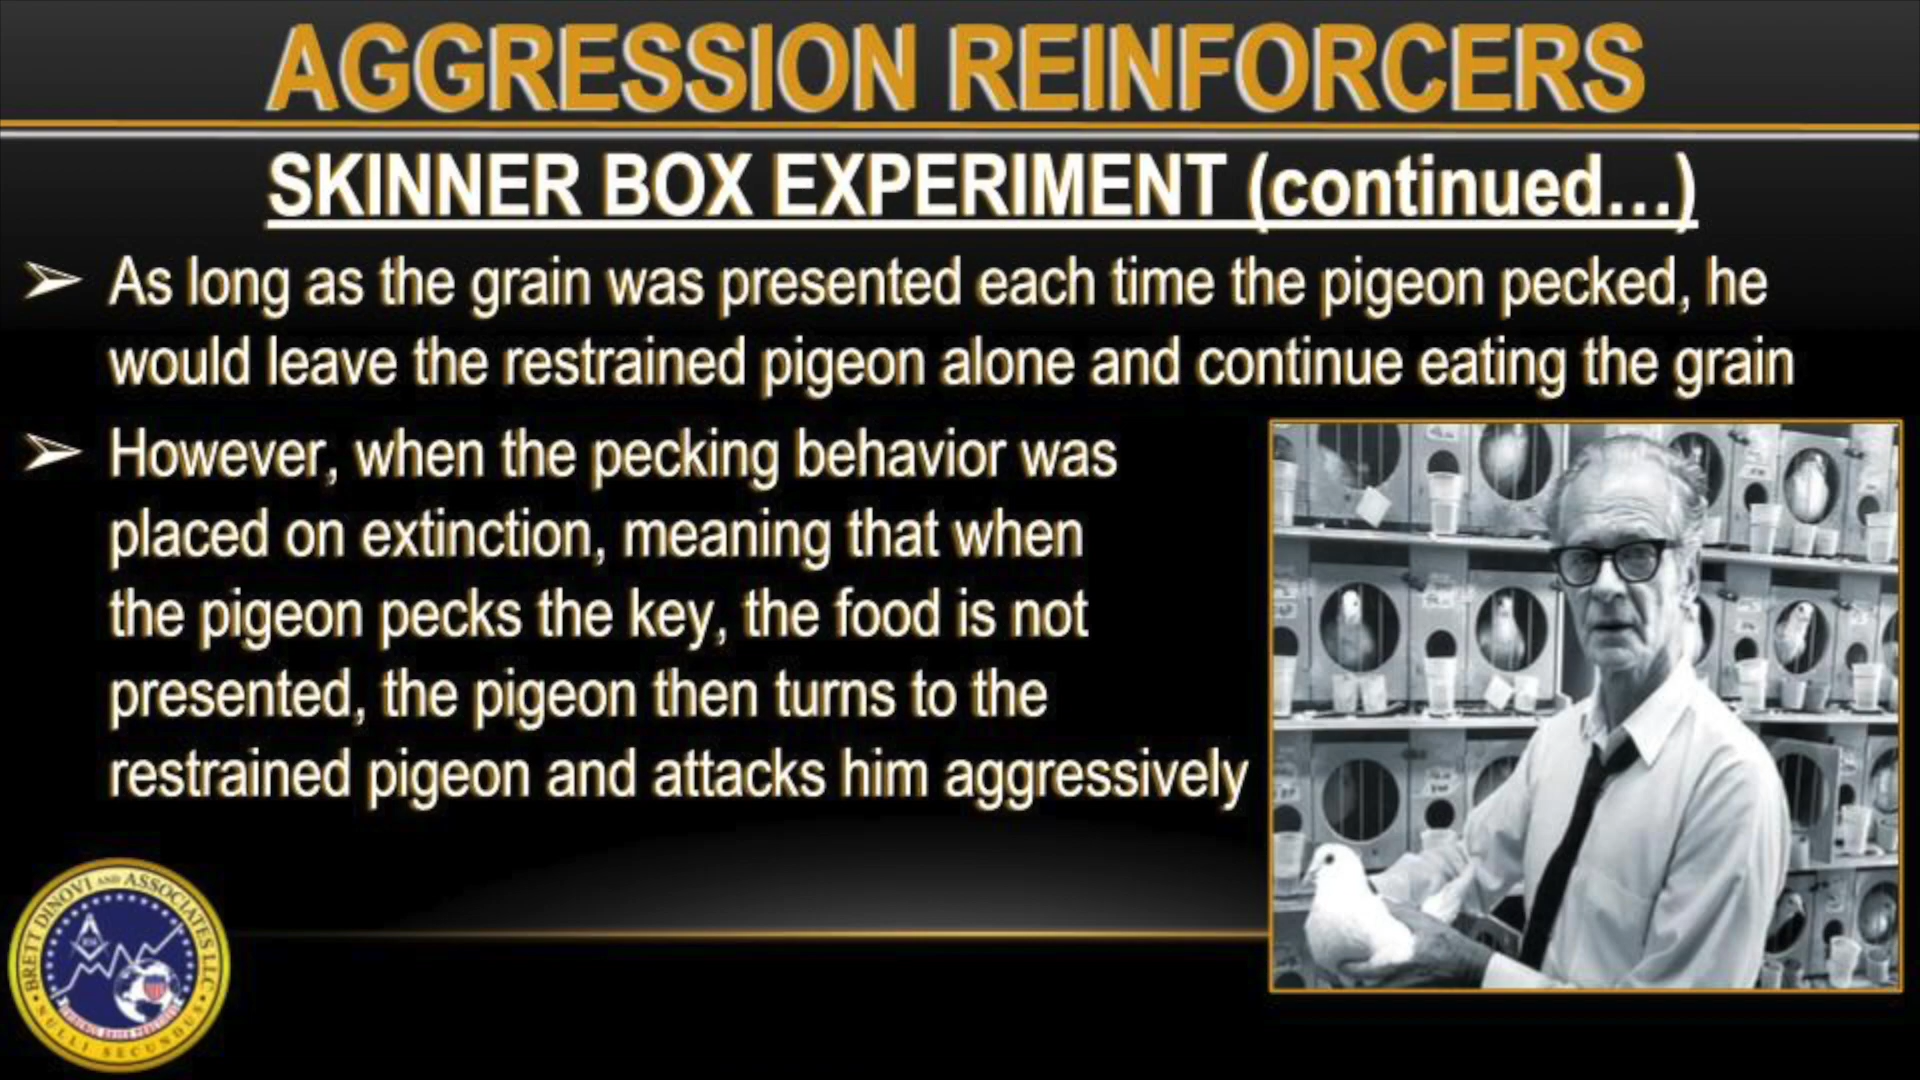 AGGRESSION REINFORCERS
SKINNER BOX EXPERIMENT (continued...)
➢ As long as the grain was presented each time the pigeon pecked, he
would leave the restrained pigeon alone and continue eating the grain
➢ However, when the pecking behavior was
placed on extinction, meaning that when
the pigeon pecks the key, the food is not
presented, the pigeon then turns to the
restrained pigeon and attacks him aggressively
BRETT DINOVI AND ASSOCIATES LLC
NULLI SECUNDUS